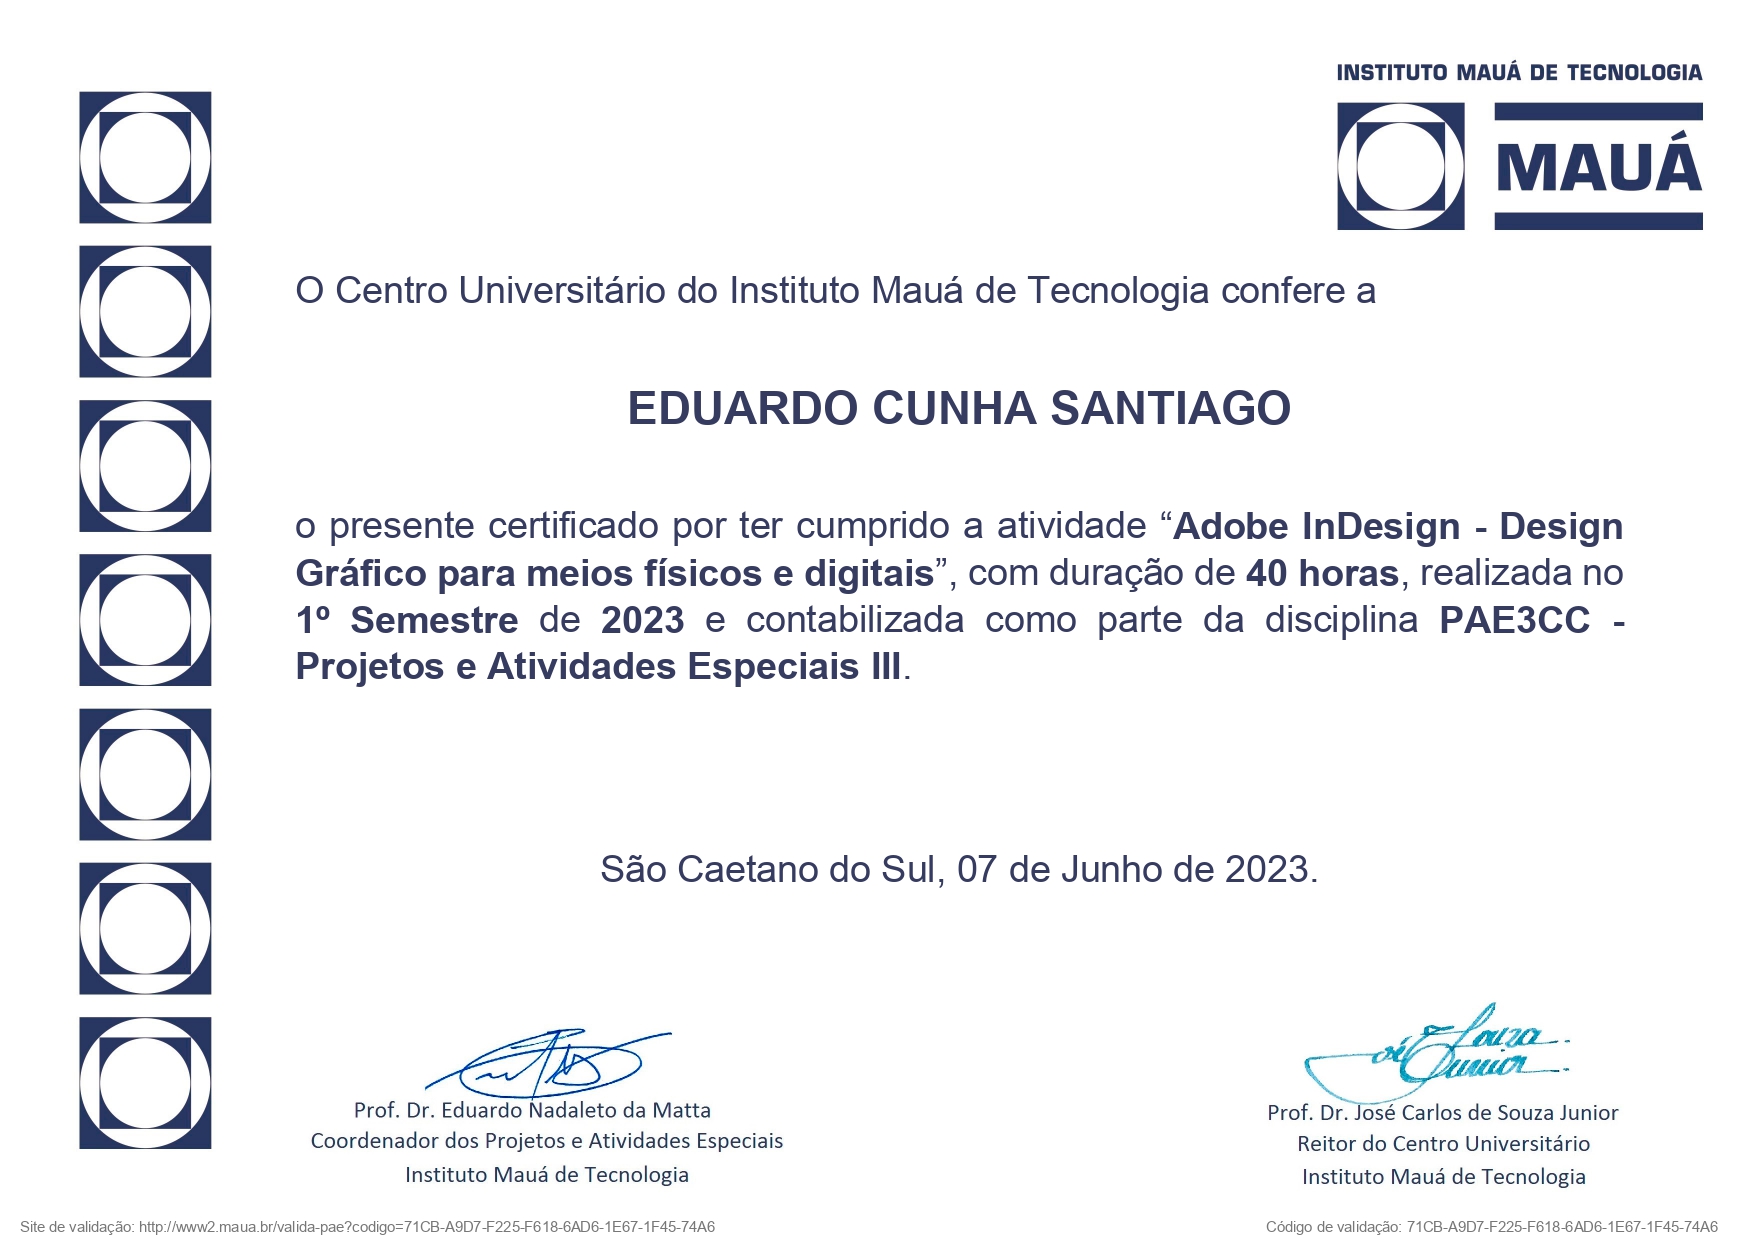 INSTITUTO MAUÁ DE TECNOLOGIA
MAUÁ
O Centro Universitário do Instituto Mauá de Tecnologia confere a
EDUARDO CUNHA SANTIAGO
o presente certificado por ter cumprido a atividade “Adobe InDesign - Design
Gráfico para meios físicos e digitais”, com duração de 40 horas, realizada no
1º Semestre de 2023 e contabilizada como parte da disciplina PAE3CC -
Projetos e Atividades Especiais III.
São Caetano do Sul, 07 de Junho de 2023.
Souza
Junior
Prof. Dr. Eduardo Nadaleto da Matta
Coordenador dos Projetos e Atividades Especiais
Instituto Mauá de Tecnologia
Prof. Dr. José Carlos de Souza Junior
Reitor do Centro Universitário
Instituto Mauá de Tecnologia
Site de validação: http://www2.maua.br/valida-pae?codigo=71CB-A9D7-F225-F618-6AD6-1E67-1F45-74A6
Código de validação: 71CB-A9D7-F225-F618-6AD6-1E67-1F45-74A6